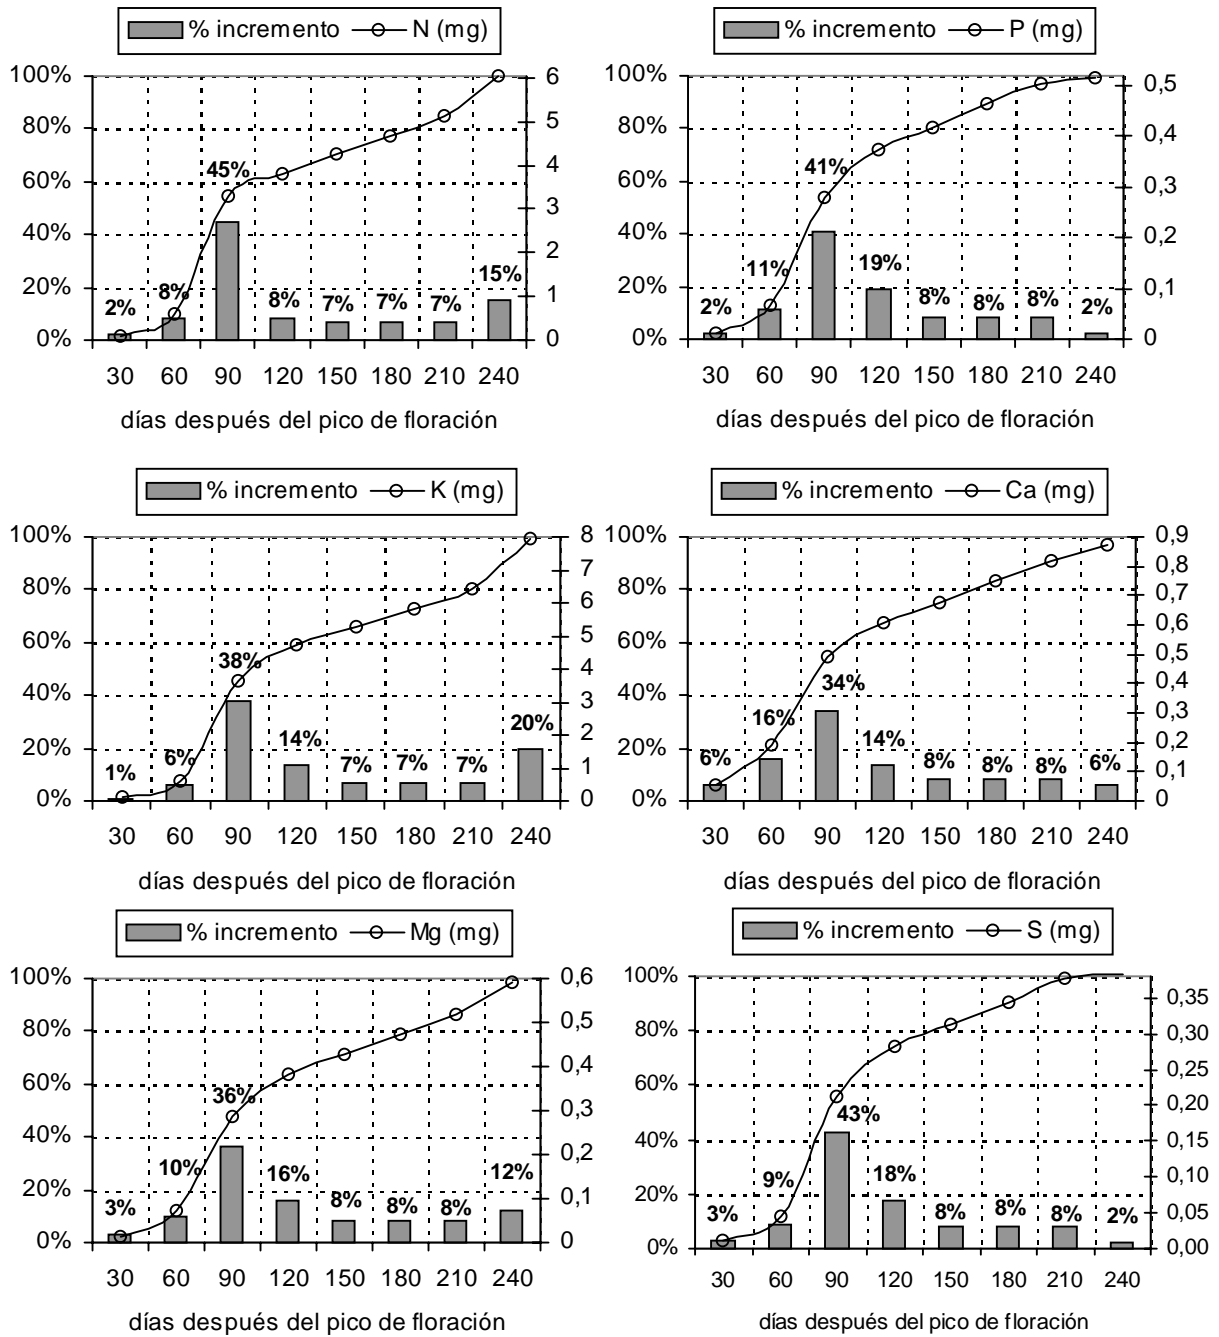 % incremento N (mg)
100% 6
80% 5
60% 4
40% 3
20% 2
0% 1
0
2% 8% 45% 8% 7% 7% 7% 15%
30 60 90 120 150 180 210 240
días después del pico de floración
% incremento P (mg)
100% 0,5
80% 0,4
60% 0,3
40% 0,2
20% 0,1
0% 0
2% 11% 41% 19% 8% 8% 8% 2%
30 60 90 120 150 180 210 240
días después del pico de floración
% incremento K (mg)
100% 8
80% 7
60% 6
40% 5
20% 4
0% 3
2
1
0
1% 6% 38% 14% 7% 7% 7% 20%
30 60 90 120 150 180 210 240
días después del pico de floración
% incremento Ca (mg)
100% 0,9
80% 0,8
60% 0,7
40% 0,6
20% 0,5
0% 0,4
0,3
0,2
0,1
0
6% 16% 34% 14% 8% 8% 8% 6%
30 60 90 120 150 180 210 240
días después del pico de floración
% incremento Mg (mg)
100% 0,6
80% 0,5
60% 0,4
40% 0,3
20% 0,2
0% 0,1
0
3% 10% 36% 16% 8% 8% 8% 12%
30 60 90 120 150 180 210 240
días después del pico de floración
% incremento S (mg)
100% 0,35
80% 0,30
60% 0,25
40% 0,20
20% 0,15
0% 0,10
0,05
0,00
3% 9% 43% 18% 8% 8% 8% 2%
30 60 90 120 150 180 210 240
días después del pico de floración